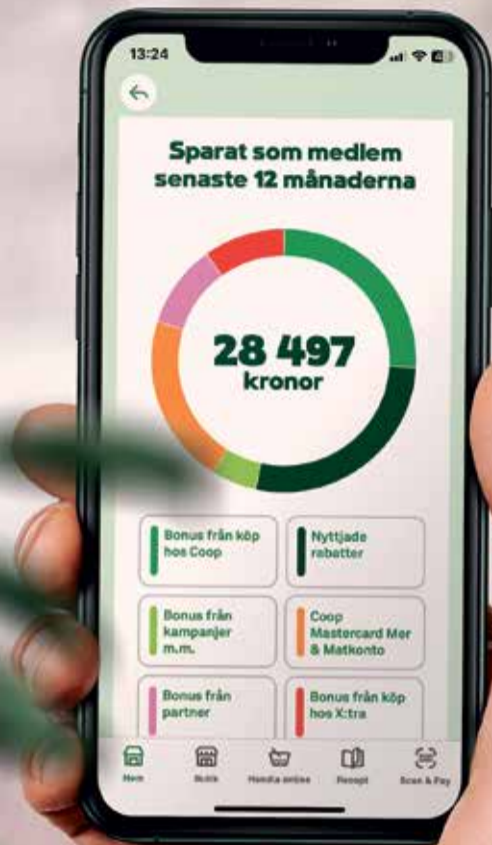 13:24
Sparat som medlem
senaste 12 månaderna
28 497
kronor
Bonus från köp
hos Coop
Nyttjade
rabatter
Bonus från
kampanjer
m.m.
Coop
Mastercard Mer
& Matkonto
Bonus från
partner
Bonus från köp
hos X:tra
Hem
Butik
Handla online
Recept
Scan & Pay